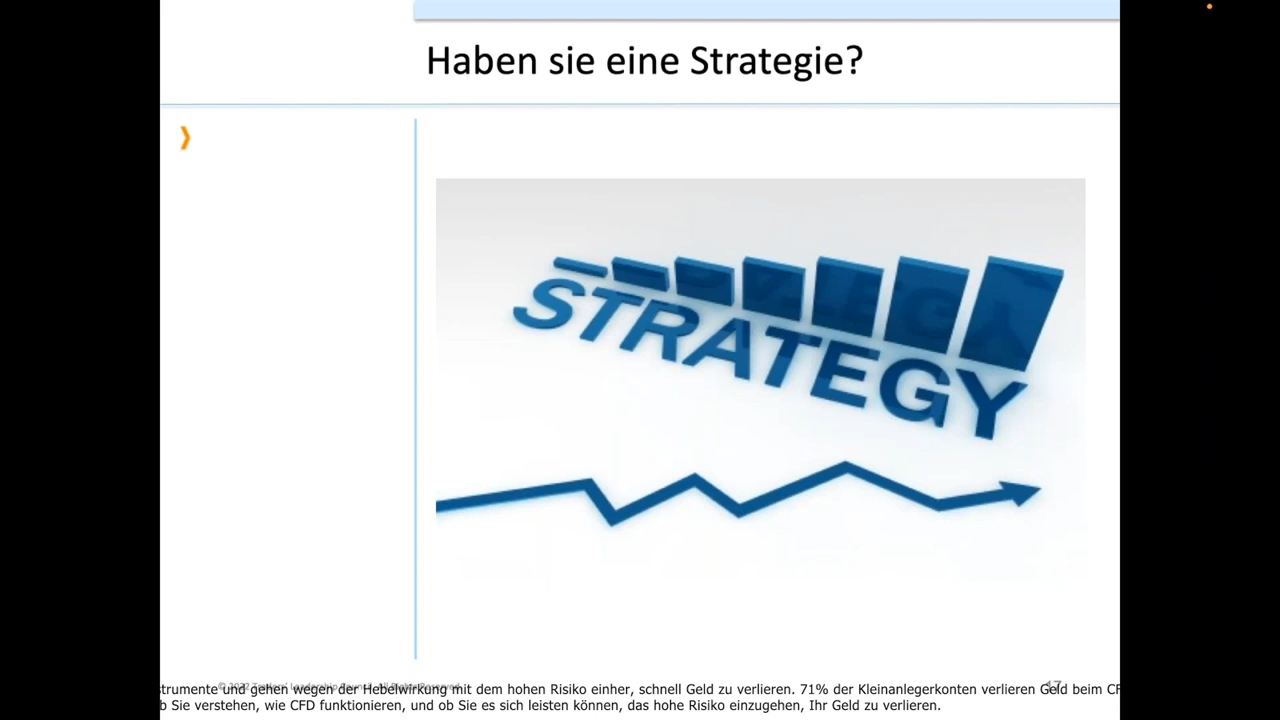 Haben sie eine Strategie?
STRATEGY
strumente und gehen wegen der Hebelwirkung mit dem hohen Risiko einher, schnell Geld zu verlieren. 71% der Kleinanlegerkonten verlieren Geld beim CF
b Sie verstehen, wie CFD funktionieren, und ob Sie es sich leisten können, das hohe Risiko einzugehen, Ihr Geld zu verlieren.
17